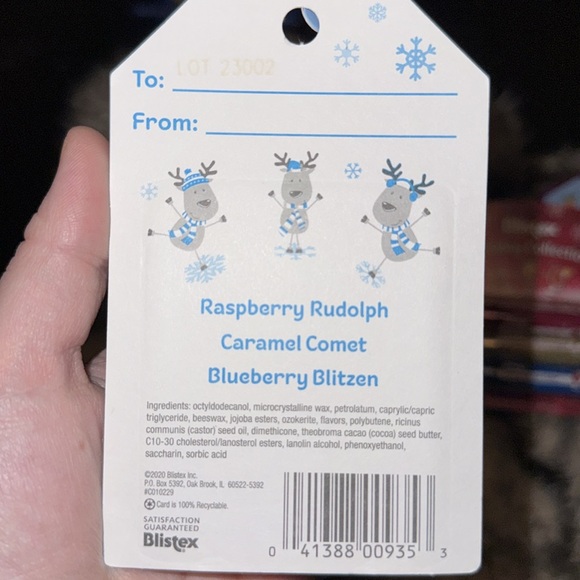 LOT 23002
To:
From:
Raspberry Rudolph
Caramel Comet
Blueberry Blitzen
Ingredients: octyldodecanol, microcrystalline wax, petrolatum, caprylic/capric
triglyceride, beeswax, jojoba esters, ozokerite, flavors, polybutene, ricinus
communis (castor) seed oil, dimethicone, theobroma cacao (cocoa) seed butter,
C10-30 cholesterol/lanosterol esters, lanolin alcohol, phenoxyethanol,
saccharin, sorbic acid
©2020 Blistex Inc.
P.O. Box 5392, Oak Brook, IL 60522-5392
#C010229
Card is 100% Recyclable.
SATISFACTION
GUARANTEED
Blistex
0 41388 00935 3